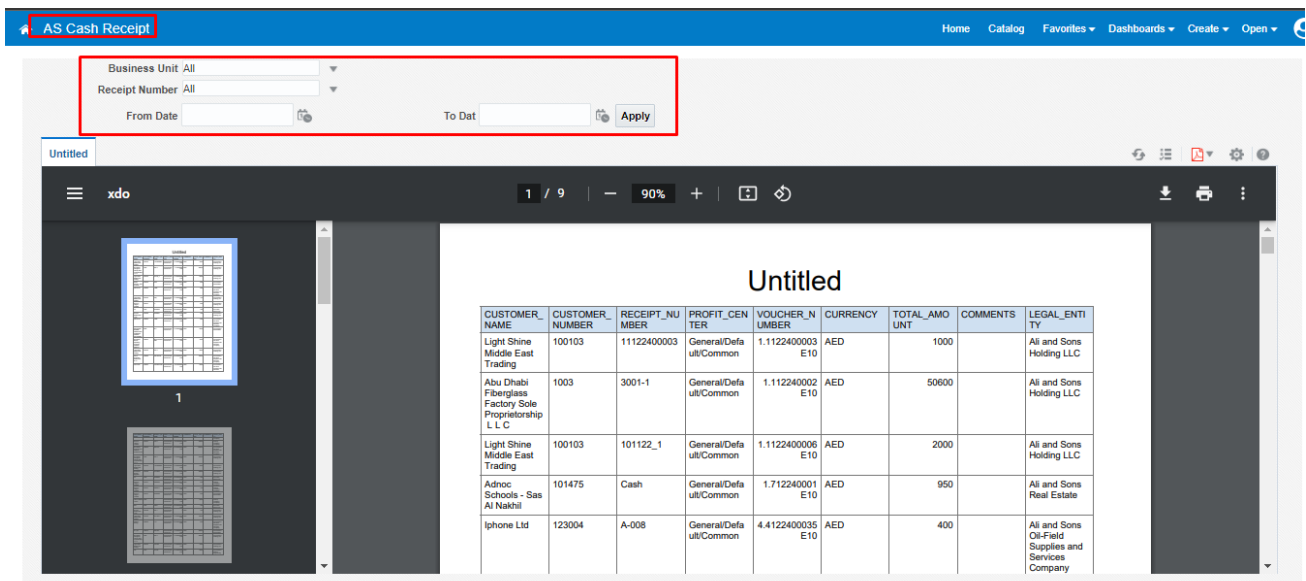 AS Cash Receipt
Home Catalog Favorites Dashboards Create Open
Business Unit All
Receipt Number All
From Date To Dat Apply
Untitled
xdo 1 / 9 90%
Untitled
CUSTOMER_ CUSTOMER_ RECEIPT_NU PROFIT_CEN VOUCHER_N CURRENCY TOTAL_AMO COMMENTS LEGAL_ENTI
NAME NUMBER MBER TER UMBER UNT TY
Light Shine 100103 11122400003 General/Defa 1.1122400003 AED 1000 Ali and Sons
Middle East ult/Common E10 Holding LLC
Trading
Abu Dhabi 1003 3001-1 General/Defa 1.112240002 AED 50600 Ali and Sons
Fiberglass ult/Common E10 Holding LLC
Factory Sole
Proprietorship
L L C
Light Shine 100103 101122_1 General/Defa 1.1122400006 AED 2000 Ali and Sons
Middle East ult/Common E10 Holding LLC
Trading
Adnoc 101475 Cash General/Defa 1.712240001 AED 950 Ali and Sons
Schools - Sas ult/Common E10 Real Estate
Al Nakhil
Iphone Ltd 123004 A-008 General/Defa 4.4122400035 AED 400 Ali and Sons
ult/Common E10 Oil-Field
Supplies and
Services
Company
1